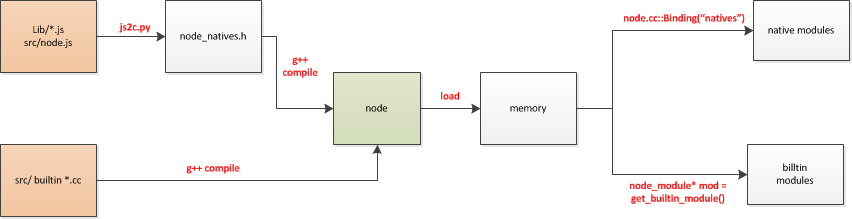 Lib/*.js
src/node.js
js2c.py
node_natives.h
g++
compile
node
load
memory
node.cc::Binding(“natives”)
native modules
src/ builtin *.cc
g++ compile
node_module* mod =
get_builtin_module()
billtin
modules